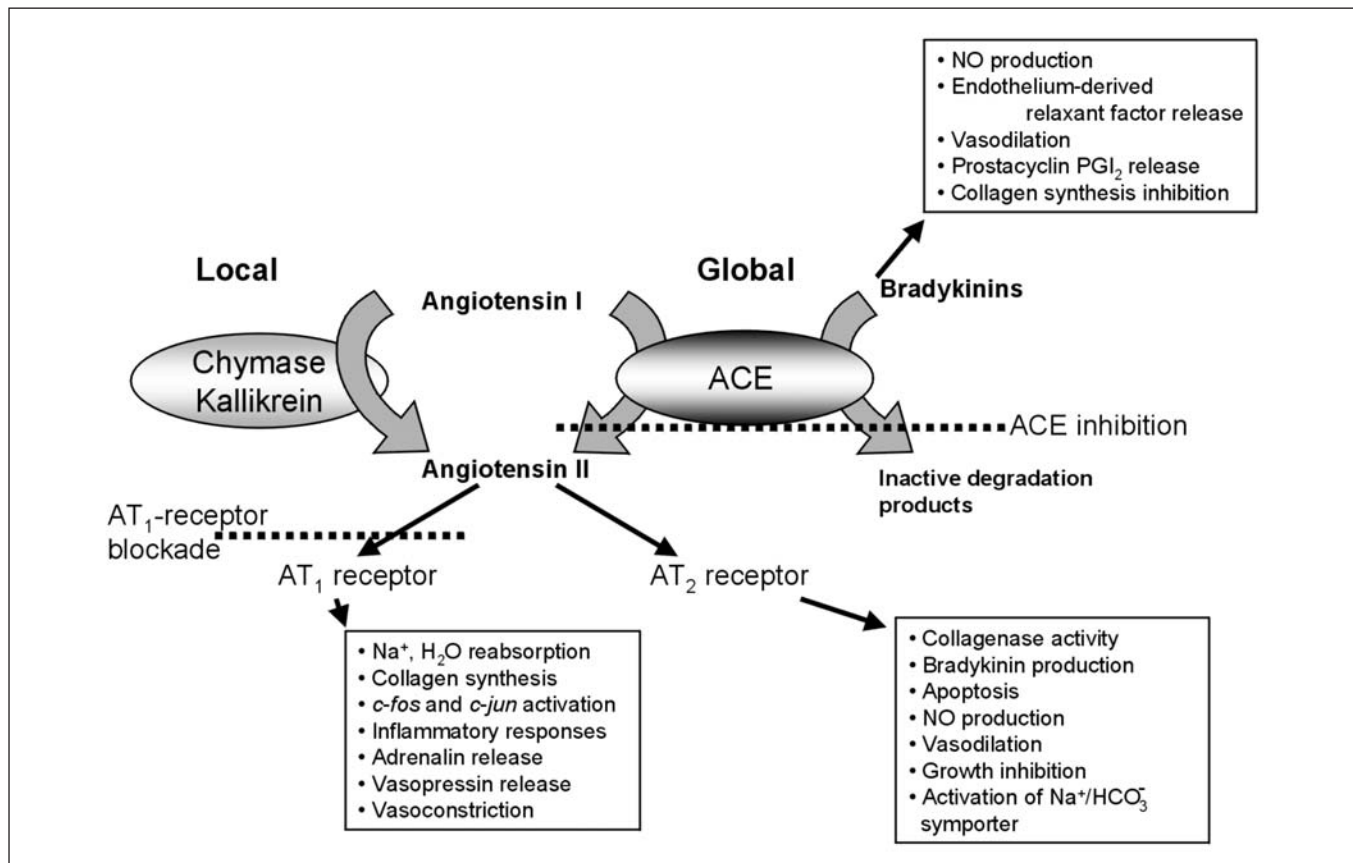 • NO production
• Endothelium-derived
relaxant factor release
• Vasodilation
• Prostacyclin PGI₂ release
• Collagen synthesis inhibition
Local
Global
Angiotensin I
Bradykinins
Chymase
Kallikrein
ACE
ACE inhibition
Angiotensin II
Inactive degradation
products
AT₁-receptor
blockade
AT₁ receptor
AT₂ receptor
• Na⁺, H₂O reabsorption
• Collagen synthesis
• c-fos and c-jun activation
• Inflammatory responses
• Adrenalin release
• Vasopressin release
• Vasoconstriction
• Collagenase activity
• Bradykinin production
• Apoptosis
• NO production
• Vasodilation
• Growth inhibition
• Activation of Na⁺/HCO₃⁻
symporter